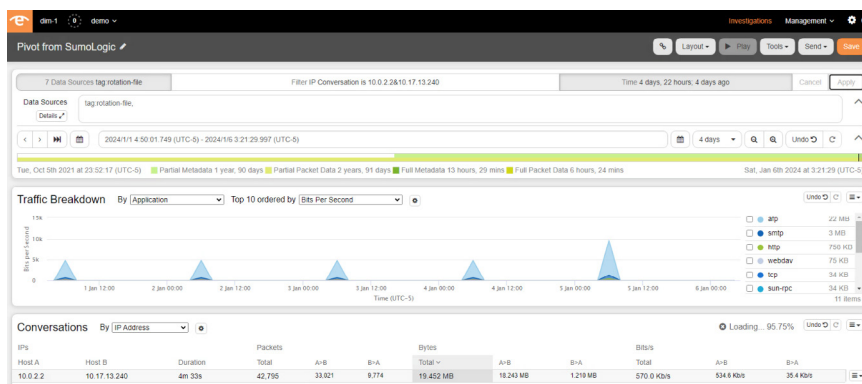 dim-1 0 demo Investigations Management
Pivot from SumoLogic Layout Play Tools Send Save
7 Data Sources tag:rotation-file Filter IP Conversation is 10.0.2.2&10.17.13.240 Time 4 days, 22 hours, 4 days ago Cancel Apply
Data Sources tag:rotation-file,
Details
2024/1/1 4:50:01.749 (UTC-5) - 2024/1/6 3:21:29.997 (UTC-5) 4 days Undo
Tue, Oct 5th 2021 at 23:52:17 (UTC-5) Partial Metadata 1 year, 90 days Partial Packet Data 2 years, 91 days Full Metadata 13 hours, 29 mins Full Packet Data 6 hours, 24 mins Sat, Jan 6th 2024 at 3:21:29 (UTC-5)
Traffic Breakdown By Application Top 10 ordered by Bits Per Second Undo
15k
10k
5k
0
Bits per Second
1 Jan 12:00 2 Jan 00:00 2 Jan 12:00 3 Jan 00:00 3 Jan 12:00 4 Jan 00:00 4 Jan 12:00 5 Jan 00:00 5 Jan 12:00 6 Jan 00:00
Time (UTC-5)
afp 22 MB
smtp 3 MB
http 750 KB
webdav 75 KB
tcp 34 KB
sun-rpc 34 KB
11 items
Conversations By IP Address Loading... 95.75% Undo
IPs Packets Bytes Bits/s
Host A Host B Duration Total A>B B>A Total A>B B>A Total A>B B>A
10.0.2.2 10.17.13.240 4m 33s 42,795 33,021 9,774 19.452 MB 18.243 MB 1.210 MB 570.0 Kb/s 534.6 Kb/s 35.4 Kb/s